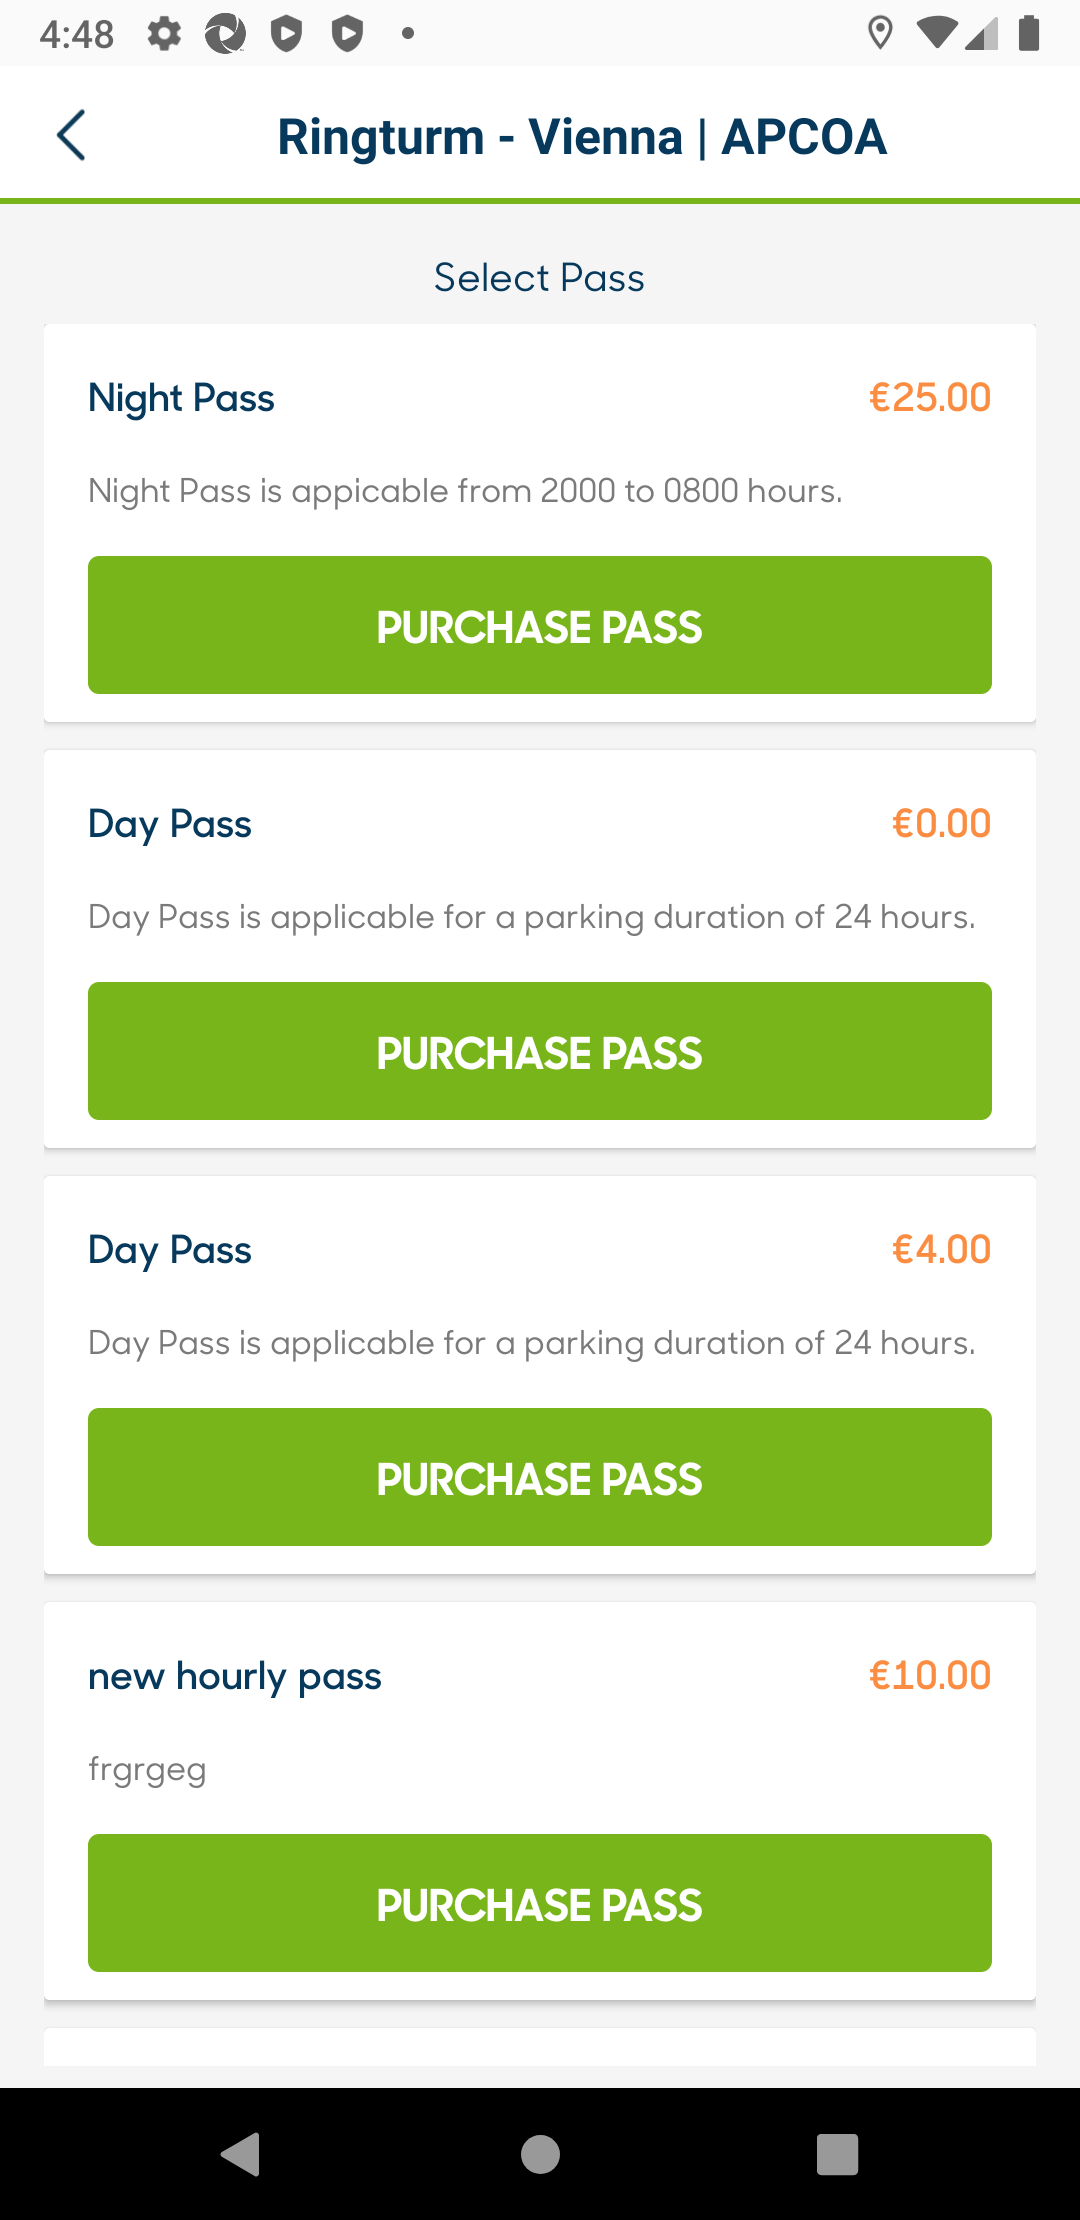 4:48
Ringturm - Vienna | APCOA
Select Pass
Night Pass €25.00
Night Pass is appicable from 2000 to 0800 hours.
PURCHASE PASS
Day Pass €0.00
Day Pass is applicable for a parking duration of 24 hours.
PURCHASE PASS
Day Pass €4.00
Day Pass is applicable for a parking duration of 24 hours.
PURCHASE PASS
new hourly pass €10.00
frgrgeg
PURCHASE PASS